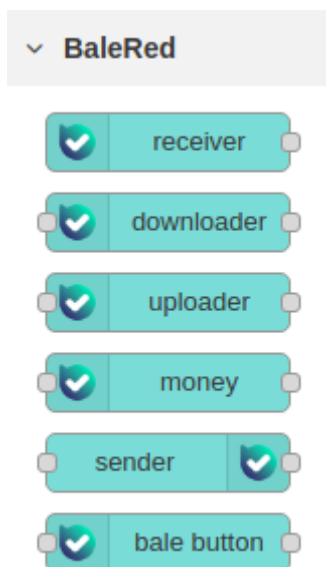 BaleRed
receiver
downloader
uploader
money
sender
bale button